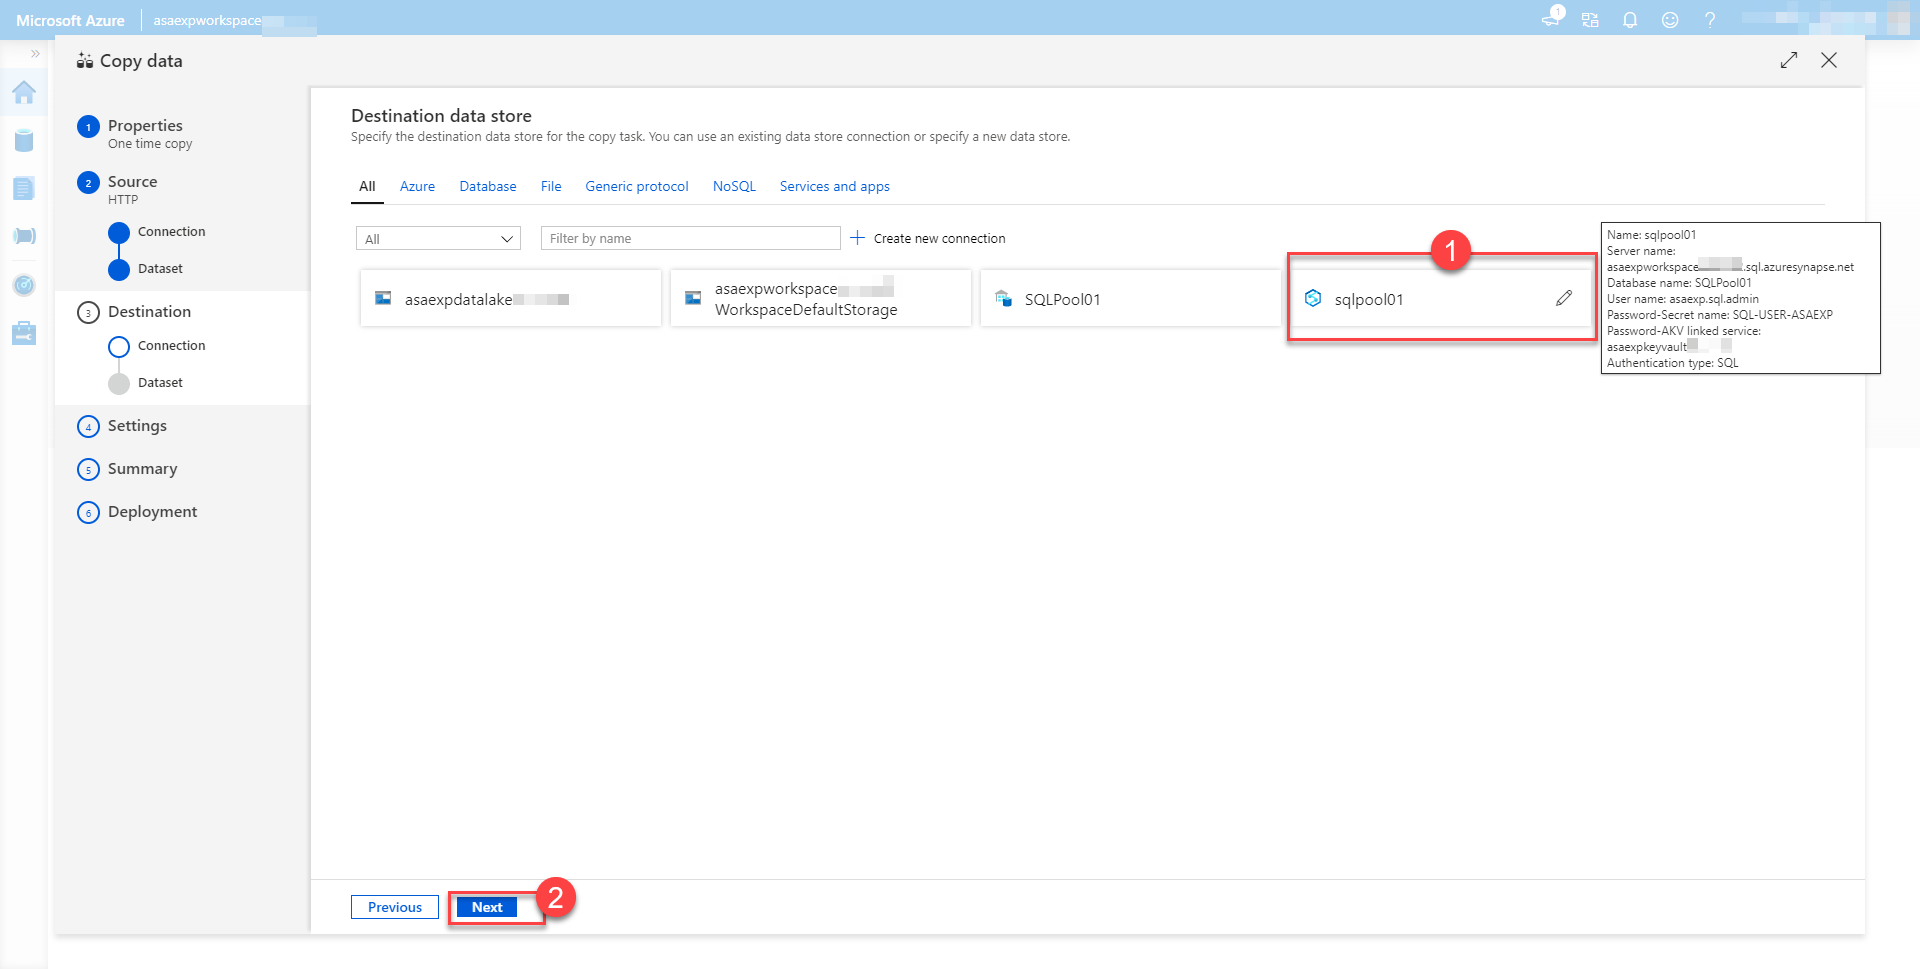 Microsoft Azure
asaexpworkspace
1
?
»
Copy data
1
Properties
One time copy
2
Source
HTTP
Connection
Dataset
3
Destination
Connection
Dataset
4
Settings
5
Summary
6
Deployment
Destination data store
Specify the destination data store for the copy task. You can use an existing data store connection or specify a new data store.
All
Azure
Database
File
Generic protocol
NoSQL
Services and apps
All
Filter by name
Create new connection
asaexpdatalake
asaexpworkspace
WorkspaceDefaultStorage
SQLPool01
1
sqlpool01
Name: sqlpool01
Server name:
asaexpworkspace .sql.azuresynapse.net
Database name: SQLPool01
User name: asaexp.sql.admin
Password-Secret name: SQL-USER-ASAEXP
Password-AKV linked service:
asaexpkeyvault
Authentication type: SQL
Previous
Next
2